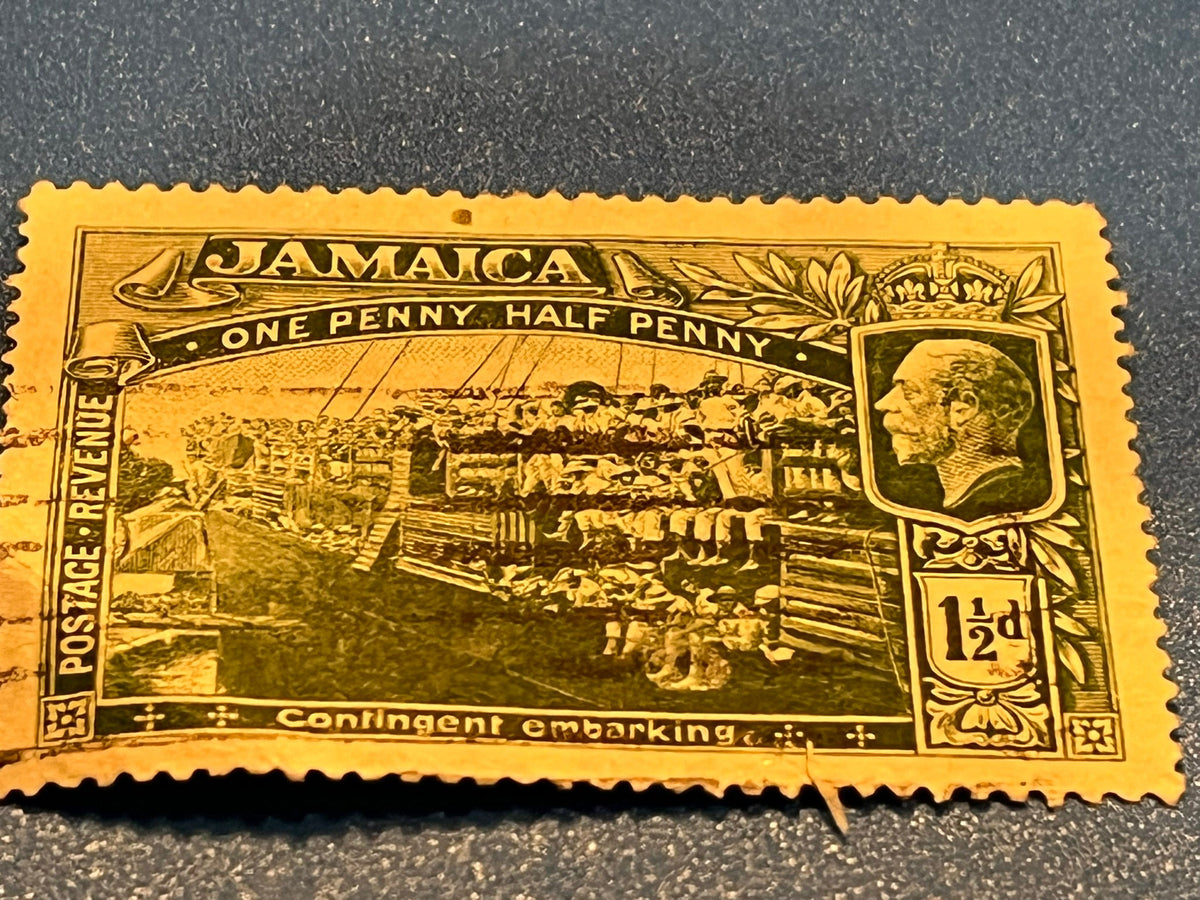 JAMAICA
· ONE PENNY HALF PENNY ·
POSTAGE · REVENUE
1½d
Contingent embarking